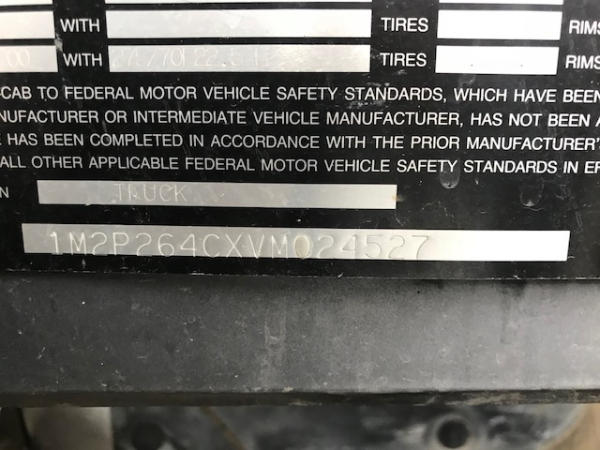 WITH TIRES RIMS
00 WITH TIRES RIMS
CAB TO FEDERAL MOTOR VEHICLE SAFETY STANDARDS, WHICH HAVE BEEN
NUFACTURER OR INTERMEDIATE VEHICLE MANUFACTURER, HAS NOT BEEN A
E HAS BEEN COMPLETED IN ACCORDANCE WITH THE PRIOR MANUFACTURER'S
ALL OTHER APPLICABLE FEDERAL MOTOR VEHICLE SAFETY STANDARDS IN EF
N TRUCK
1M2P264CXVM024527